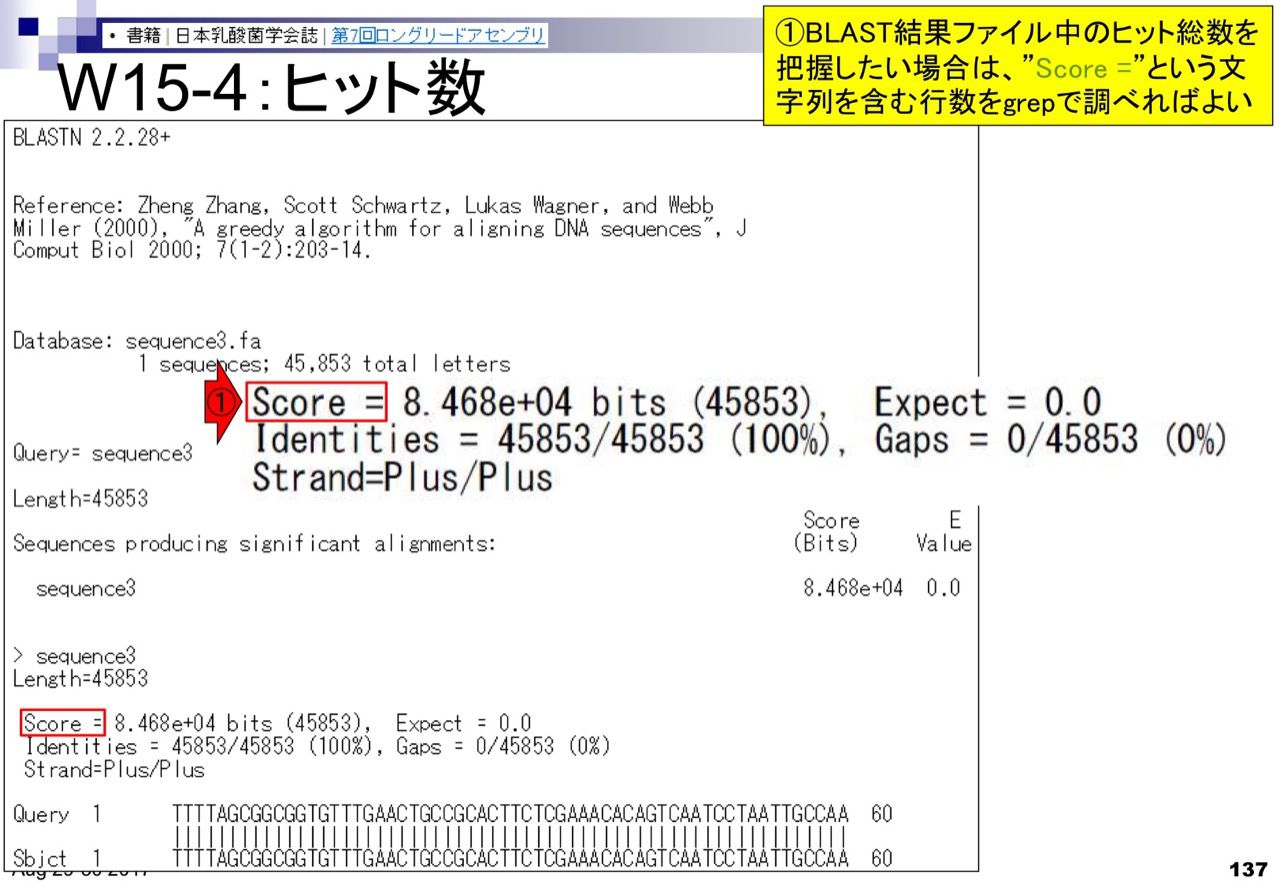 • 書籍 | 日本乳酸菌学会誌 | 第7回ロングリードアセンブリ
①BLAST結果ファイル中のヒット総数を
把握したい場合は、”Score =”という文
字列を含む行数をgrepで調べればよい
W15-4：ヒット数
BLASTN 2.2.28+
Reference: Zheng Zhang, Scott Schwartz, Lukas Wagner, and Webb
Miller (2000), "A greedy algorithm for aligning DNA sequences", J
Comput Biol 2000; 7(1-2):203-14.
Database: sequence3.fa
1 sequences; 45,853 total letters
① Score = 8.468e+04 bits (45853), Expect = 0.0
Identities = 45853/45853 (100%), Gaps = 0/45853 (0%)
Strand=Plus/Plus
Query= sequence3
Length=45853
Score E
Sequences producing significant alignments: (Bits) Value
sequence3 8.468e+04 0.0
> sequence3
Length=45853
Score = 8.468e+04 bits (45853), Expect = 0.0
Identities = 45853/45853 (100%), Gaps = 0/45853 (0%)
Strand=Plus/Plus
Query 1 TTTTAGCGGCGGTGTTTGAACTGCCGCACTTCTCGAAACACAGTCAATCCTAATTGCCAA 60
||||||||||||||||||||||||||||||||||||||||||||||||||||||||||||
Sbjct 1 TTTTAGCGGCGGTGTTTGAACTGCCGCACTTCTCGAAACACAGTCAATCCTAATTGCCAA 60
137